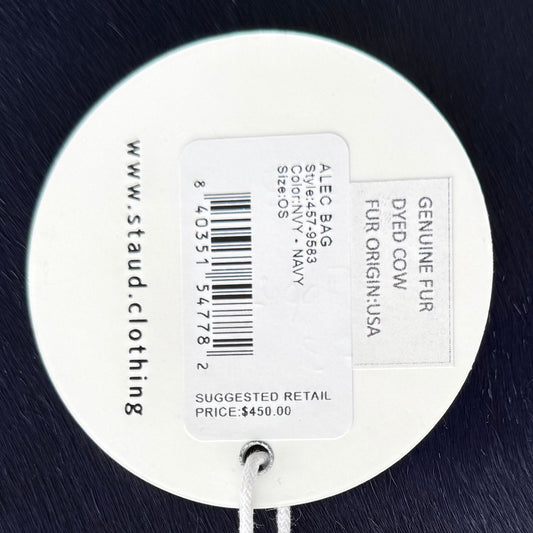 GENUINE FUR
DYED COW
FUR ORIGIN:USA
ALEC BAG
Style:457-9583
Color:NVY - NAVY
Size:OS
8 40351 54778 2
SUGGESTED RETAIL
PRICE:$450.00
www.staud.clothing